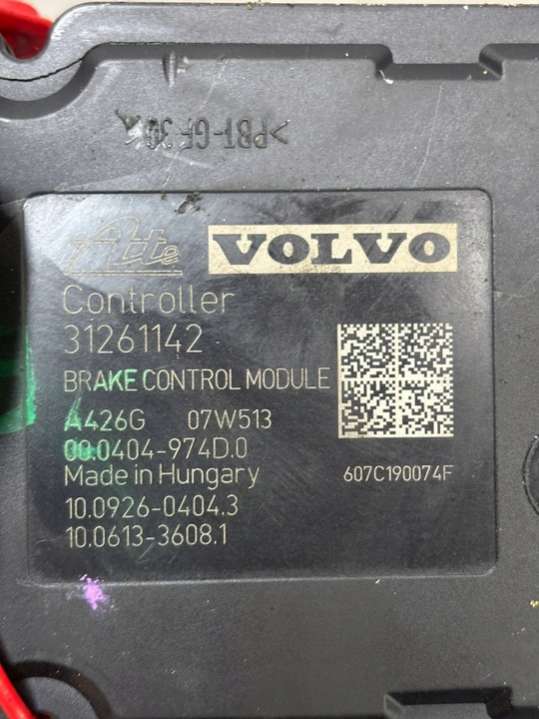 >PBT-GF30<
Ate VOLVO
Controller
31261142
BRAKE CONTROL MODULE
A426G 07W513
00.0404-974D.0
Made in Hungary 607C190074F
10.0926-0404.3
10.0613-3608.1